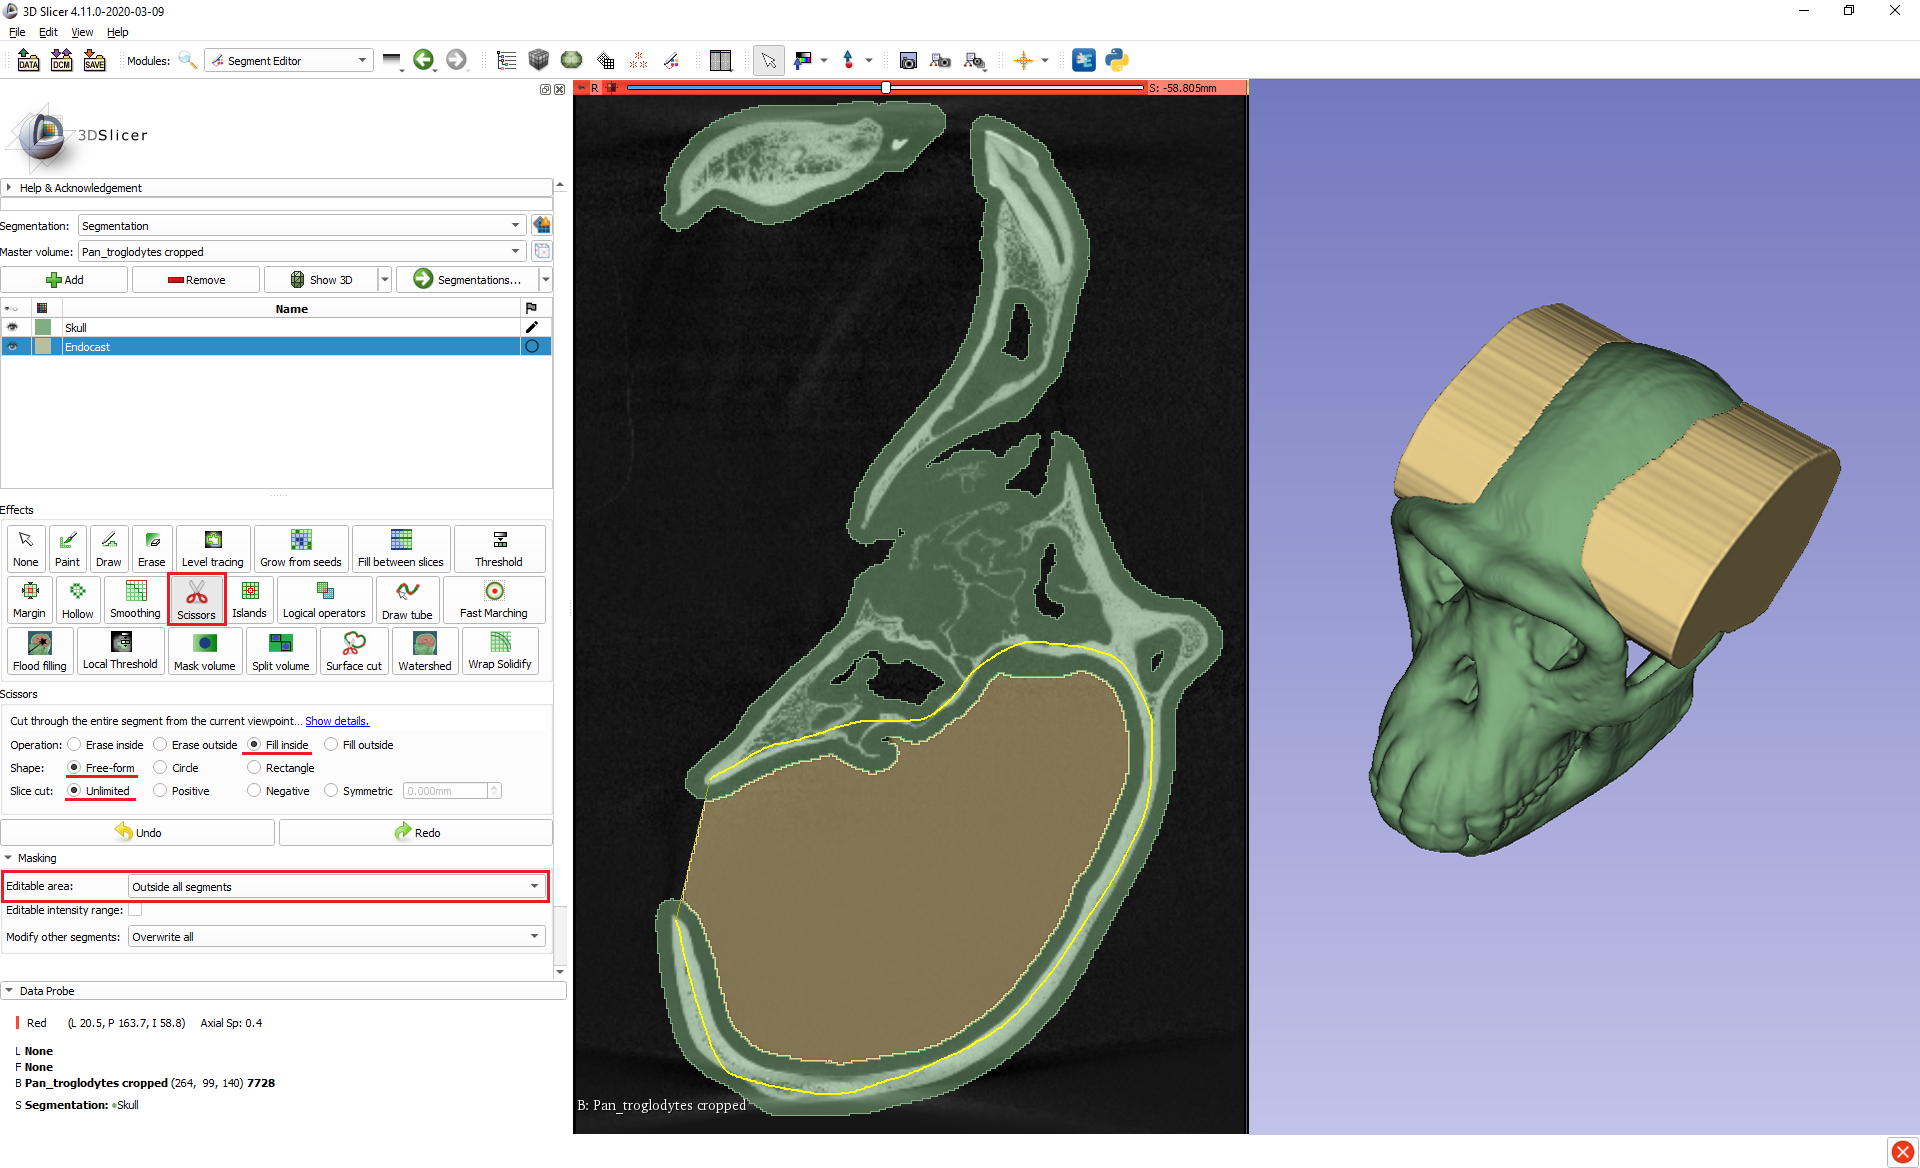 3D Slicer 4.11.0-2020-03-09
File Edit View Help
DATA DCM SAVE Modules: Segment Editor
R S: -58.805mm
3DSlicer
Help & Acknowledgement
Segmentation: Segmentation
Master volume: Pan_troglodytes cropped
Add Remove Show 3D Segmentations...
Name
Skull
Endocast
Effects
None Paint Draw Erase Level tracing Grow from seeds Fill between slices Threshold
Margin Hollow Smoothing Scissors Islands Logical operators Draw tube Fast Marching
Flood filling Local Threshold Mask volume Split volume Surface cut Watershed Wrap Solidify
Scissors
Cut through the entire segment from the current viewpoint... Show details.
Operation: Erase inside Erase outside Fill inside Fill outside
Shape: Free-form Circle Rectangle
Slice cut: Unlimited Positive Negative Symmetric 0.000mm
Undo Redo
Masking
Editable area: Outside all segments
Editable intensity range:
Modify other segments: Overwrite all
Data Probe
Red (L 20.5, P 163.7, I 58.8) Axial Sp: 0.4
L None
F None
B Pan_troglodytes cropped (264, 99, 140) 7728
S Segmentation: Skull
B: Pan_troglodytes cropped